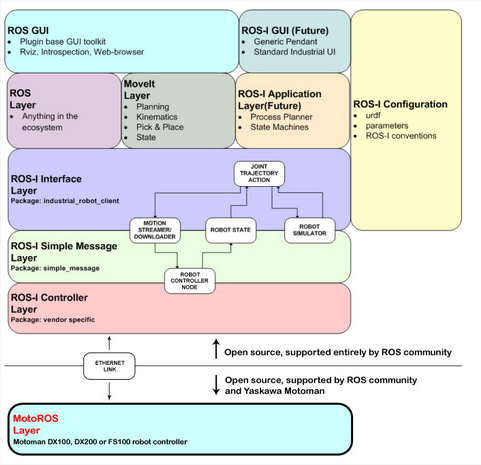 ROS GUI
• Plugin base GUI toolkit
• Rviz, Introspection, Web-browser
ROS-I GUI (Future)
• Generic Pendant
• Standard Industrial UI
ROS
Layer
• Anything in the
ecosystem
MoveIt
Layer
• Planning
• Kinematics
• Pick & Place
• State
ROS-I Application
Layer(Future)
• Process Planner
• State Machines
ROS-I Configuration
• urdf
• parameters
• ROS-I conventions
ROS-I Interface
Layer
Package: industrial_robot_client
JOINT
TRAJECTORY
ACTION
MOTION
STREAMER/
DOWNLOADER
ROBOT STATE
ROBOT
SIMULATOR
ROS-I Simple Message
Layer
Package: simple_message
ROBOT
CONTROLLER
NODE
ROS-I Controller
Layer
Package: vendor specific
ETHERNET
LINK
Open source, supported entirely by ROS community
Open source, supported by ROS community
and Yaskawa Motoman
MotoROS
Layer
Motoman DX100, DX200 or FS100 robot controller